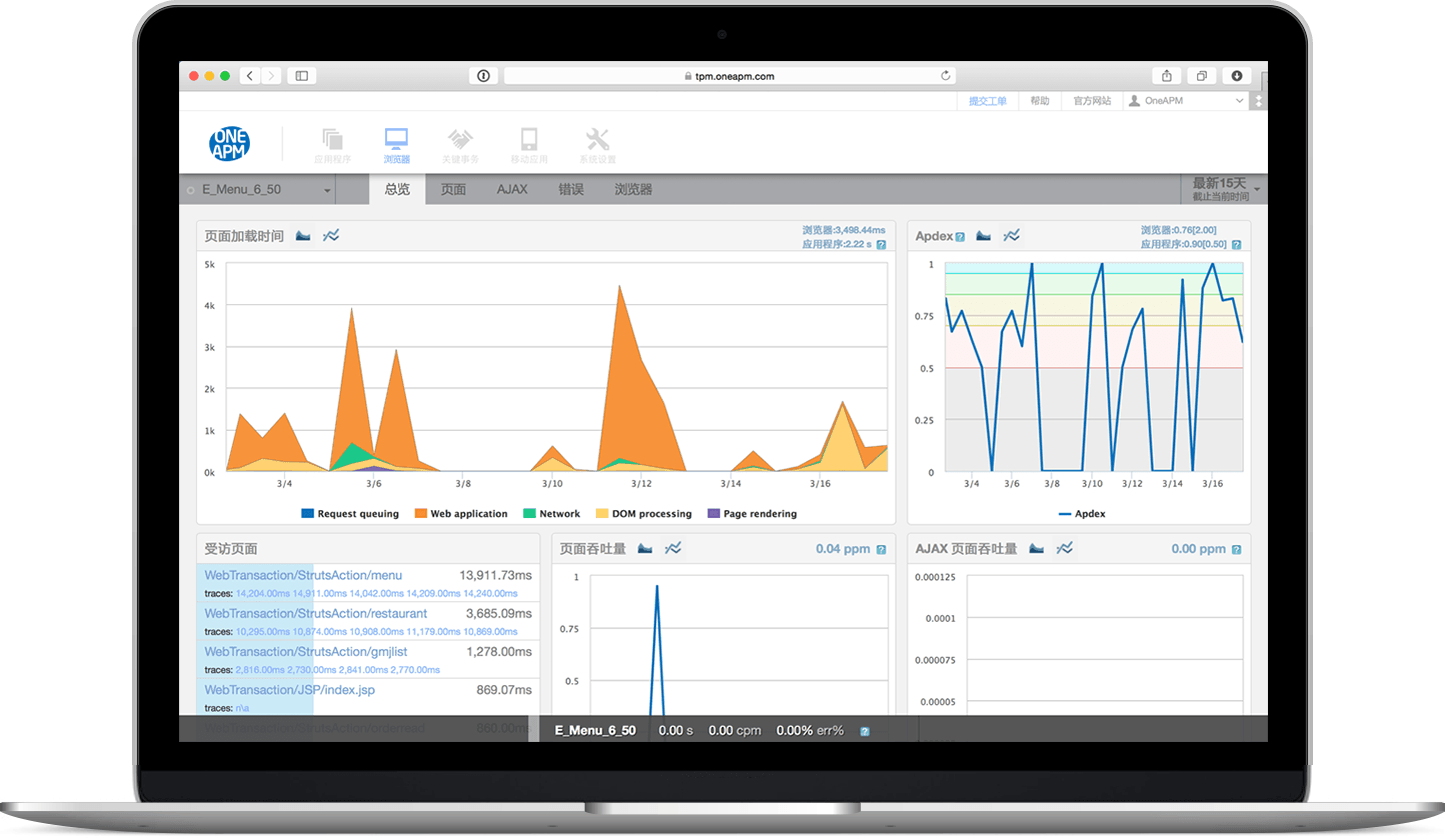 tpm.oneapm.com
提交工单 帮助 官方网站 OneAPM
ONE
APM
应用程序 浏览器 关键事务 移动应用 系统设置
E_Menu_6_50 总览 页面 AJAX 错误 浏览器 最新15天
截止当前时间
页面加载时间 浏览器:3,498.44ms
应用程序:2.22 s ?
5k
4k
3k
2k
1k
0k
3/4 3/6 3/8 3/10 3/12 3/14 3/16
Request queuing Web application Network DOM processing Page rendering
Apdex ? 浏览器:0.76[2.00]
应用程序:0.90[0.50] ?
1
0.75
0.5
0.25
0
3/4 3/6 3/8 3/10 3/12 3/14 3/16
Apdex
受访页面
WebTransaction/StrutsAction/menu 13,911.73ms
traces: 14,204.00ms 14,911.00ms 14,042.00ms 14,209.00ms 14,240.00ms
WebTransaction/StrutsAction/restaurant 3,685.09ms
traces: 10,295.00ms 10,874.00ms 10,908.00ms 11,179.00ms 10,869.00ms
WebTransaction/StrutsAction/gmjlist 1,278.00ms
traces: 2,816.00ms 2,730.00ms 2,841.00ms 2,770.00ms
WebTransaction/JSP/index.jsp 869.07ms
traces: n\a
WebTransaction/StrutsAction/orderread 860.00ms
页面吞吐量 0.04 ppm ?
1
0.75
0.5
AJAX 页面吞吐量 0.00 ppm ?
0.000125
0.0001
0.000075
0.00005
E_Menu_6_50 0.00 s 0.00 cpm 0.00% err% ?